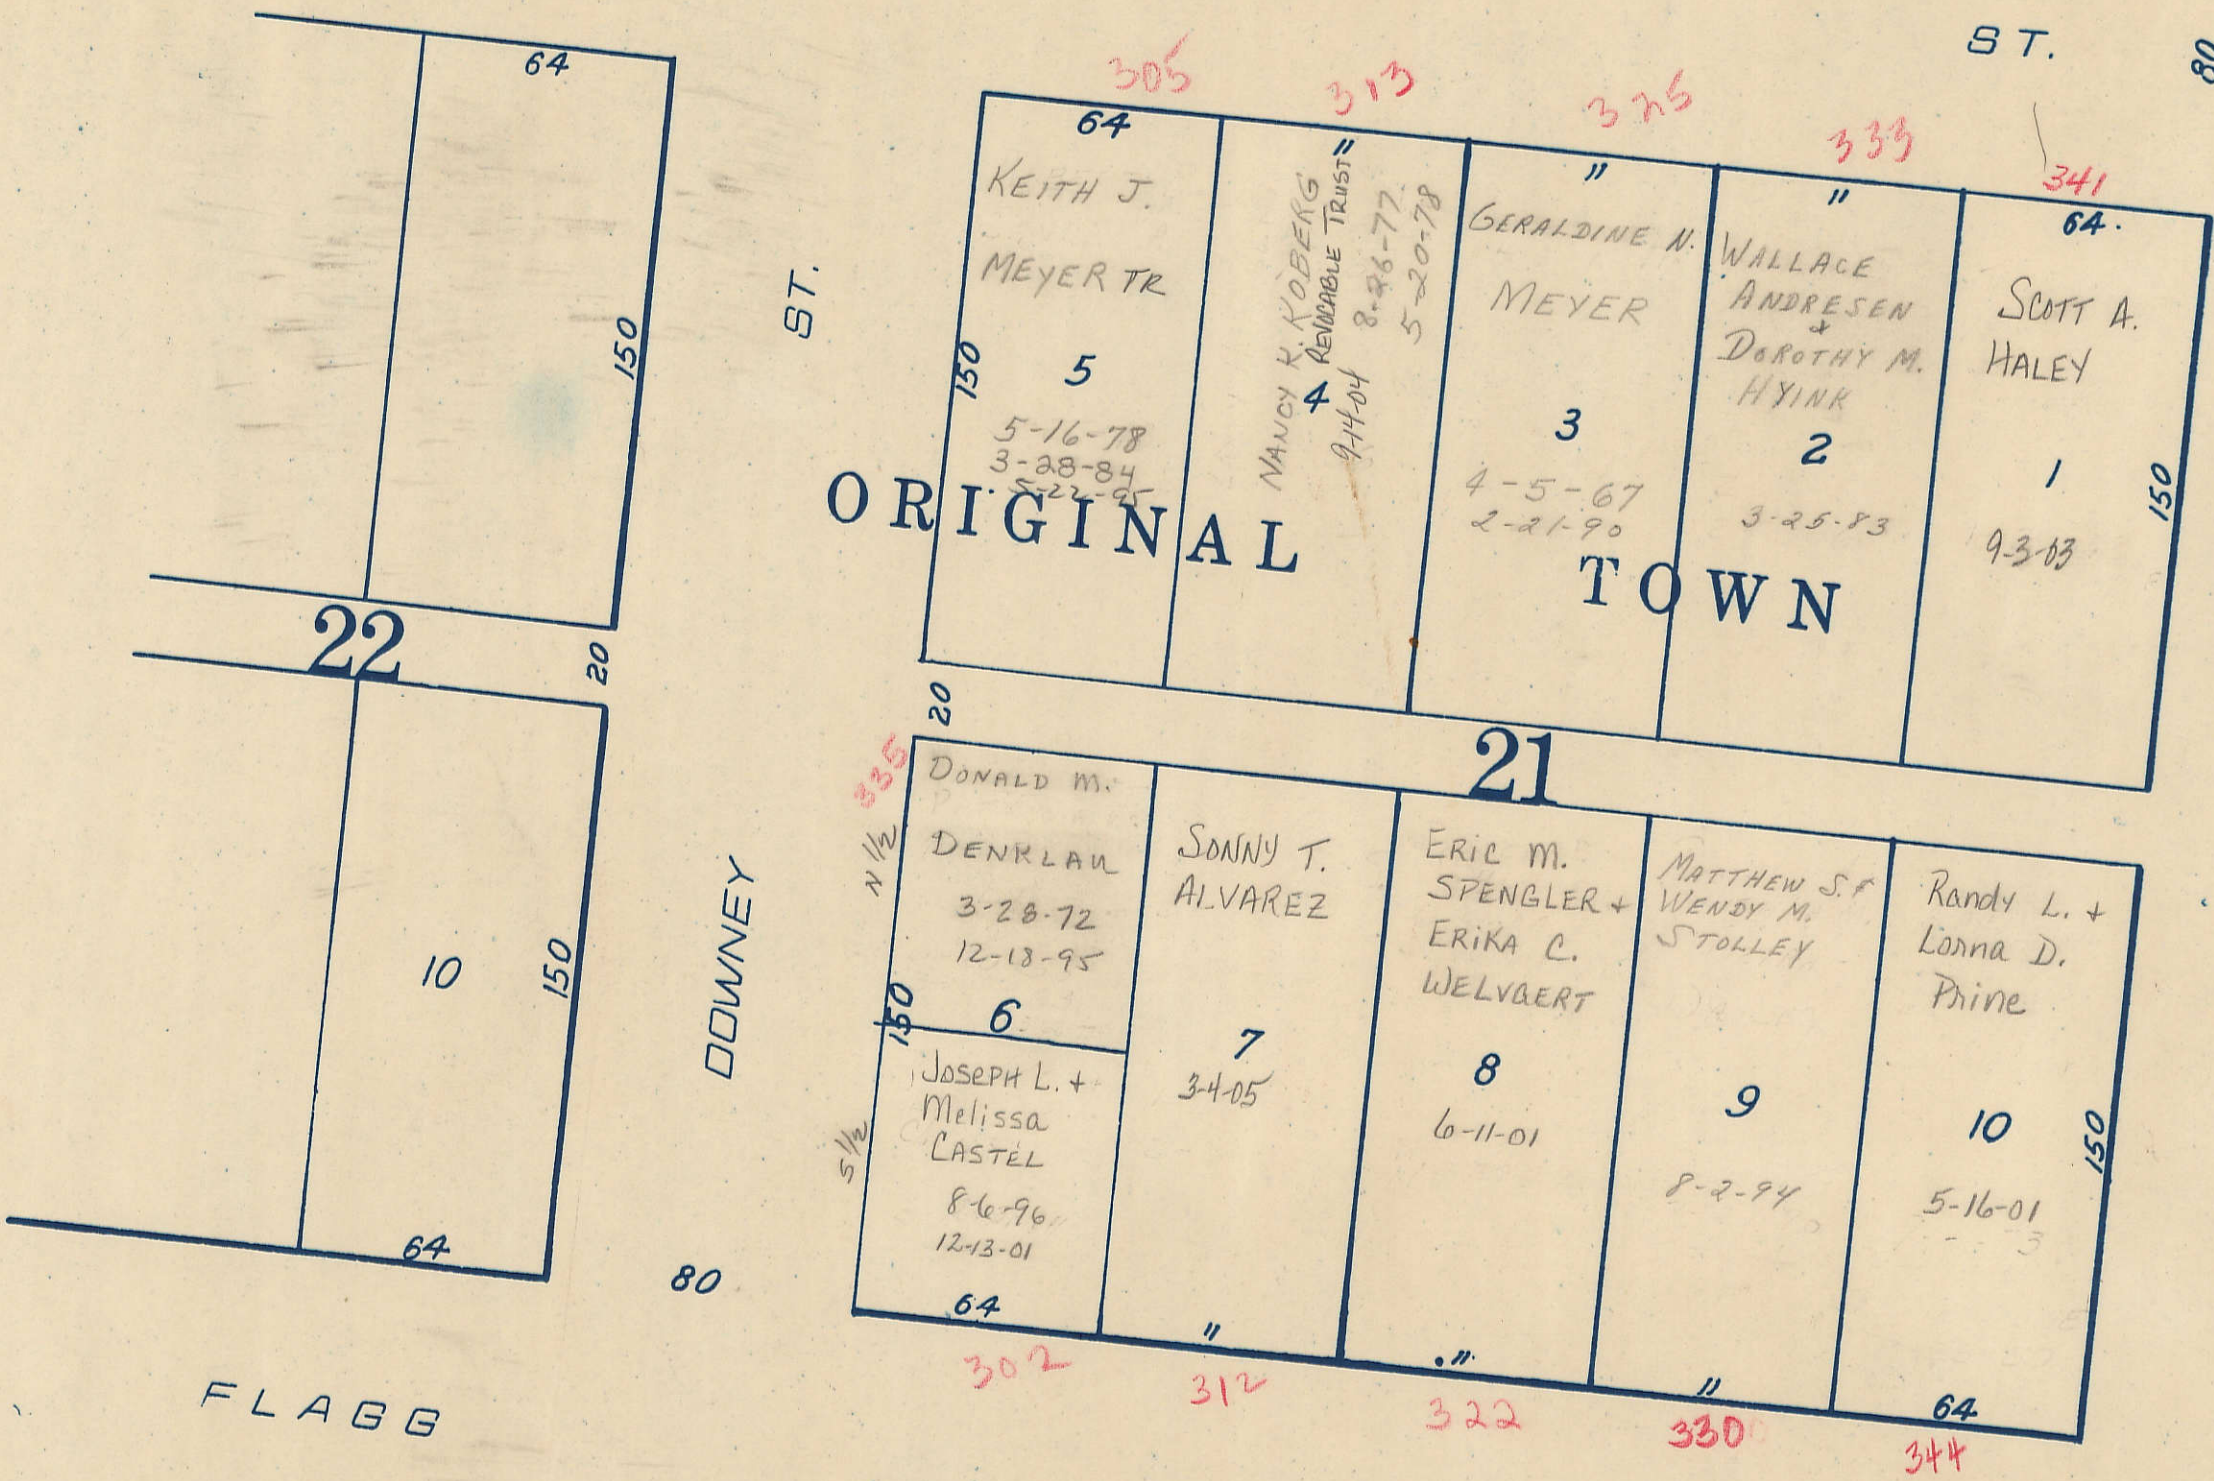 ST.
80
305
313
325
333
341
64
150
22
20
10
150
64
ST.
DOWNEY
80
FLAGG
64
KEITH J.
MEYER TR
150
5
5-16-78
3-28-84
5-22-95
"
NANCY K. KOBERG
REVOCABLE TRUST
4
9-14-04
8-26-77
5-20-78
"
GERALDINE N.
MEYER
3
4-5-67
2-21-90
"
WALLACE
ANDRESEN
+
DOROTHY M.
HYINK
2
3-25-83
64.
SCOTT A.
HALEY
1
150
9-3-03
ORIGINAL TOWN
20
21
335
N 1/2
DONALD M.
DENKLAU
3-28-72
12-18-95
150
6
S 1/2
JOSEPH L. +
Melissa
CASTEL
8-6-96
12-13-01
64
SONNY T.
ALVAREZ
7
3-4-05
"
ERIC M.
SPENGLER +
ERIKA C.
WELVAERT
8
6-11-01
"
MATTHEW S. &
WENDY M.
STOLLEY
9
8-2-94
"
Randy L. +
Lorna D.
Prine
10
150
5-16-01
64
302
312
322
330
344